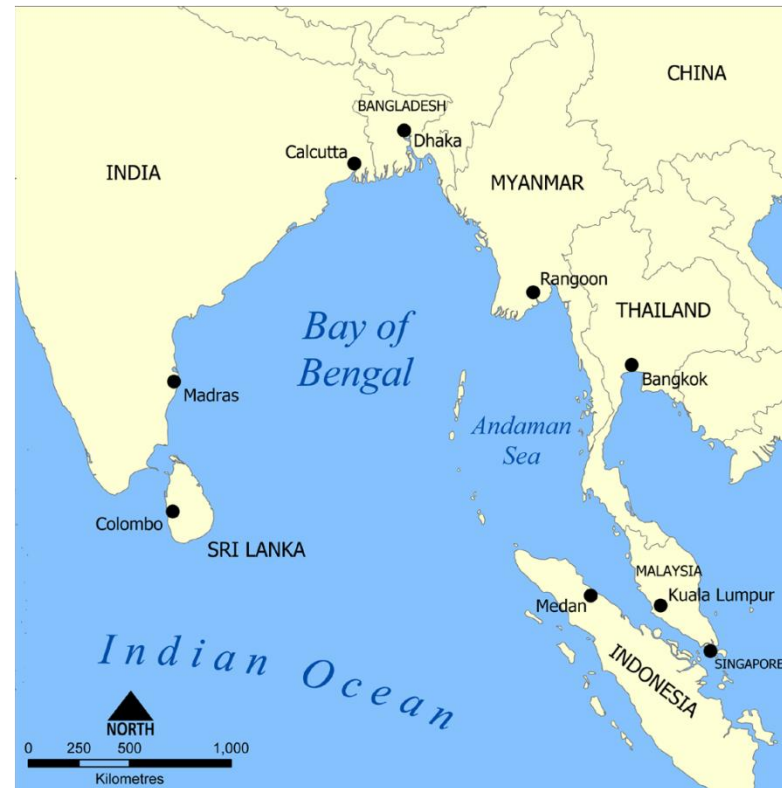 CHINA
BANGLADESH
Dhaka
Calcutta
INDIA
MYANMAR
Rangoon
THAILAND
Bay of
Bengal
Bangkok
Madras
Andaman
Sea
Colombo
SRI LANKA
MALAYSIA
Kuala Lumpur
Medan
SINGAPORE
INDONESIA
Indian Ocean
NORTH
0 250 500 1,000
Kilometres